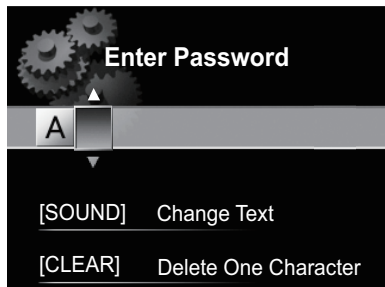 Enter Password
A
[SOUND] Change Text
[CLEAR] Delete One Character